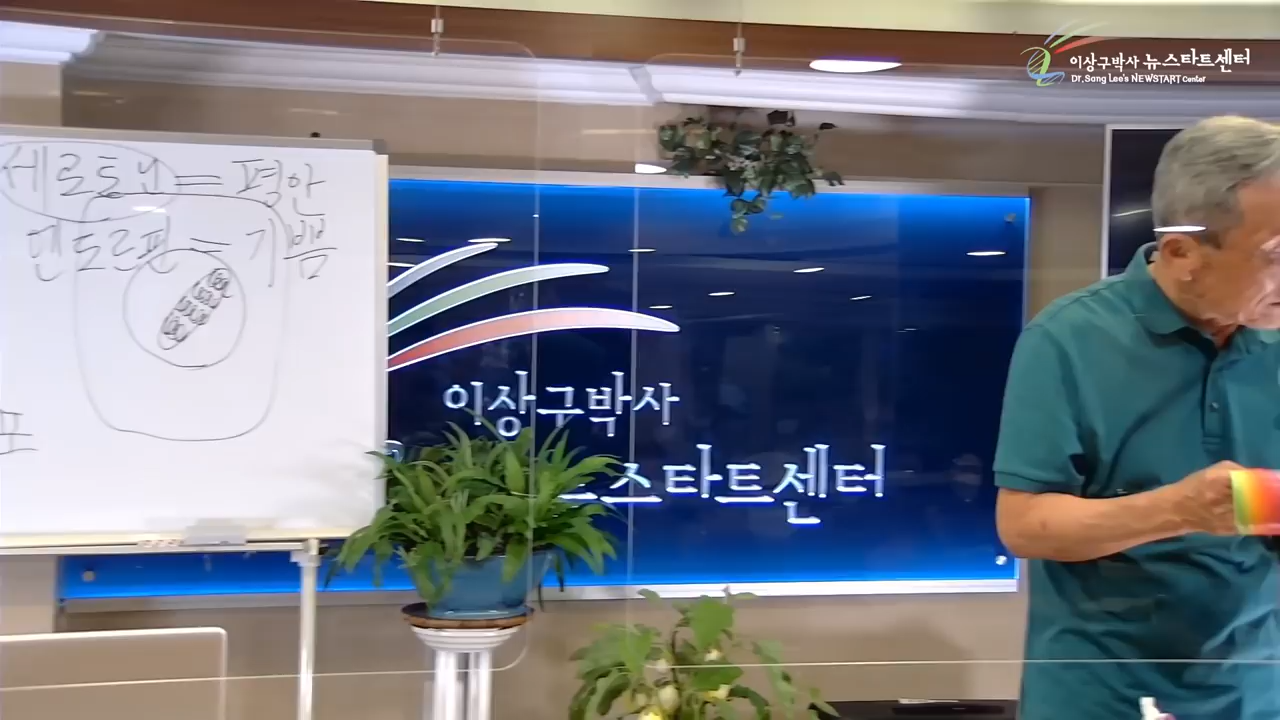 이상구박사 뉴스타트센터
Dr. Sang Lee's NEWSTART Center
세로토닌 = 평안
엔도르핀 = 기쁨
이상구박사
스타트센터
포